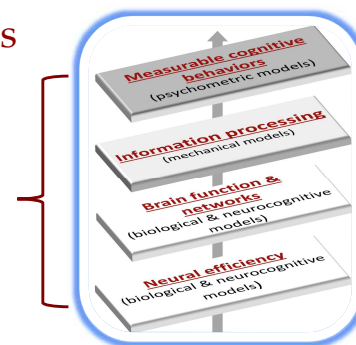 s
Measurable cognitive
behaviors
(psychometric models)
Information processing
(mechanical models)
Brain function &
networks
(biological & neurocognitive
models)
Neural efficiency
(biological & neurocognitive
models)